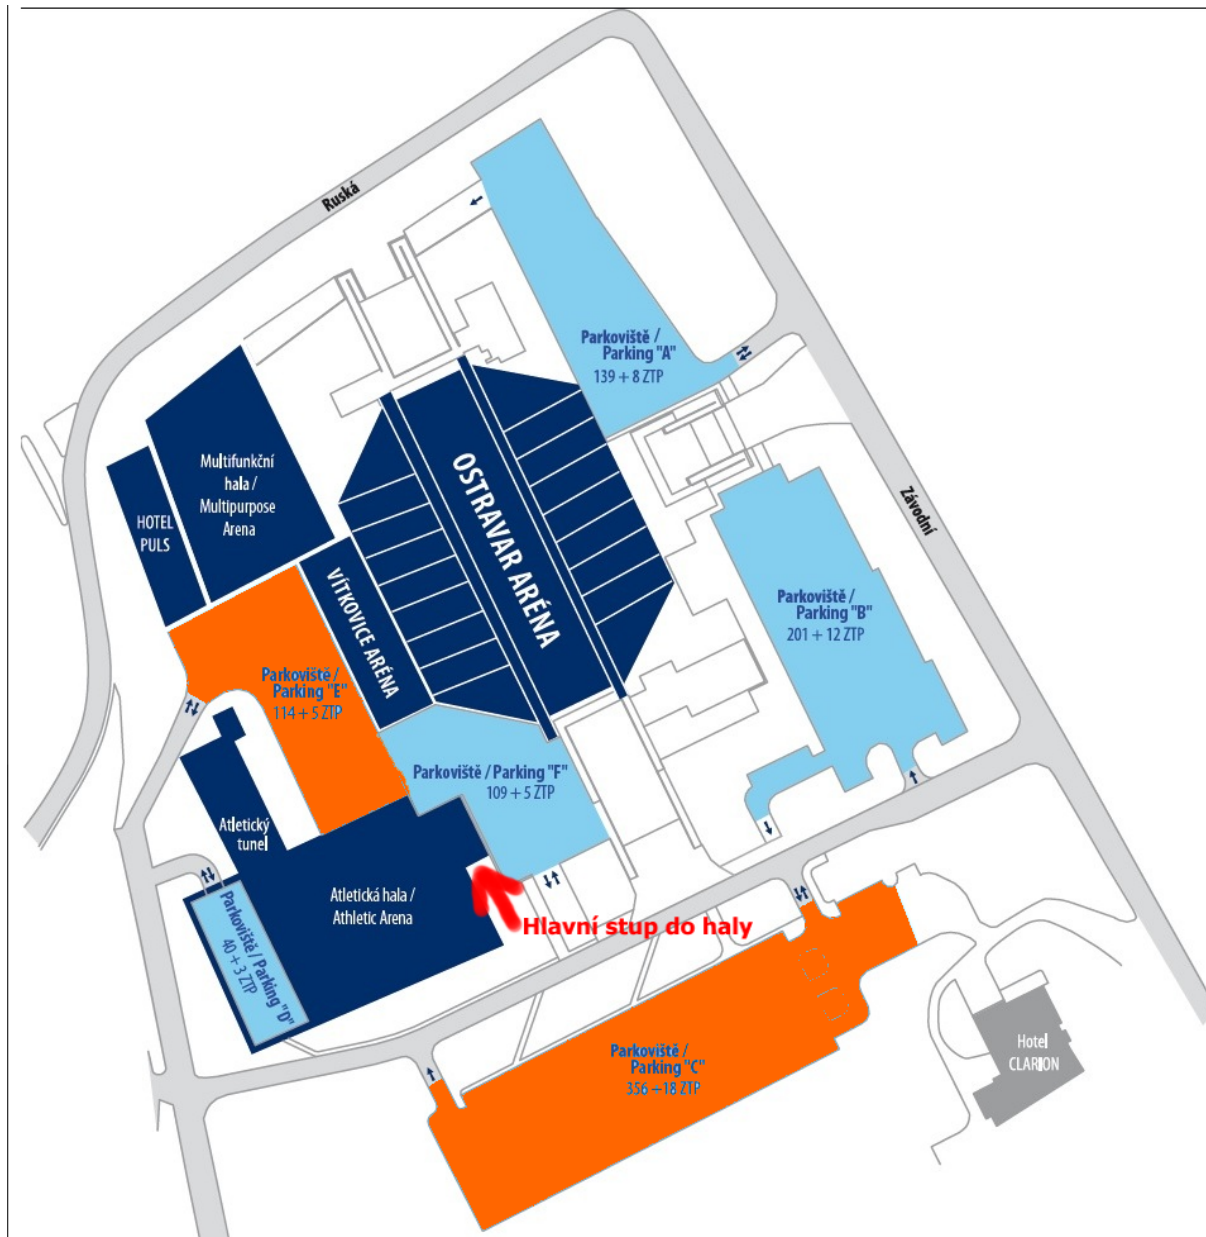 Ruská
Parkoviště /
Parking "A"
139 + 8 ZTP
Multifunkční
hala /
Multipurpose
Arena
HOTEL
PULS
OSTRAVAR ARÉNA
VÍTKOVICE ARÉNA
Závodní
Parkoviště /
Parking "B"
201 + 12 ZTP
Parkoviště /
Parking "E"
114 + 5 ZTP
Parkoviště / Parking "F"
109 + 5 ZTP
Atletický
tunel
Atletická hala /
Athletic Arena
Parkoviště / Parking "D"
40 + 3 ZTP
Hlavní stup do haly
Parkoviště /
Parking "C"
356 +18 ZTP
Hotel
CLARION